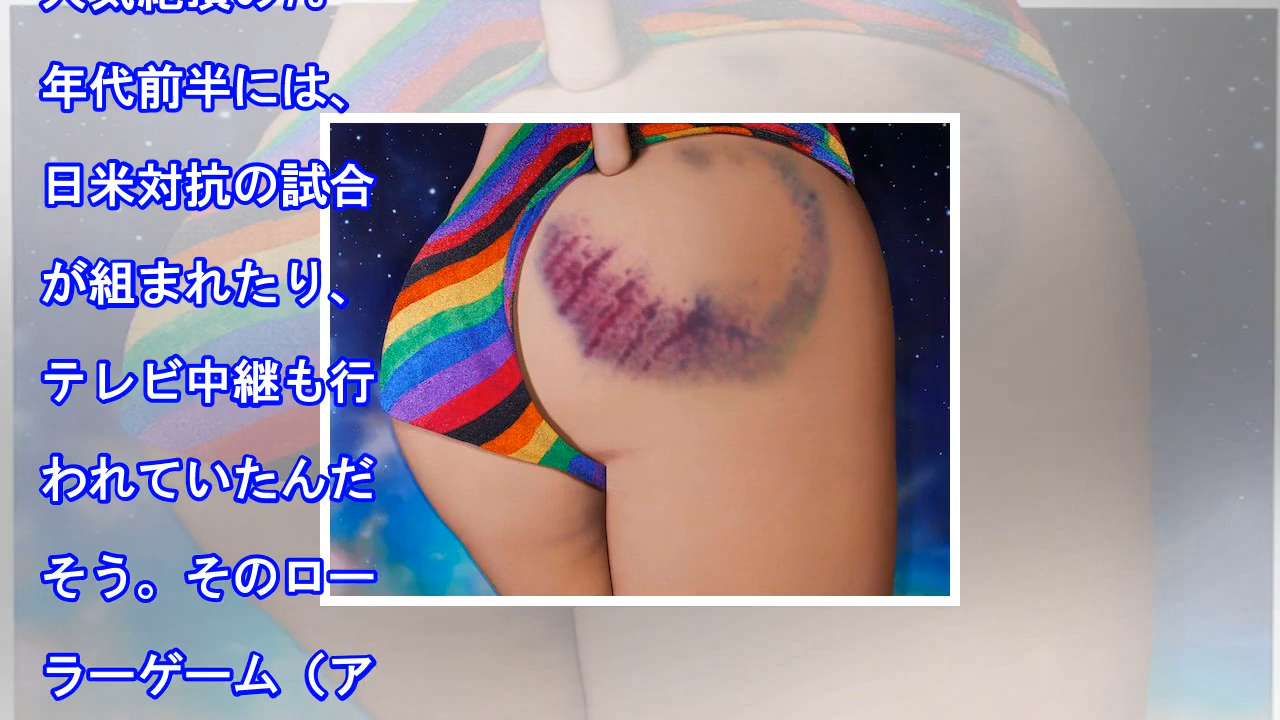 年代前半には、
日米対抗の試合
が組まれたり、
テレビ中継も行
われていたんだ
そう。そのロー
ラーゲーム（ア